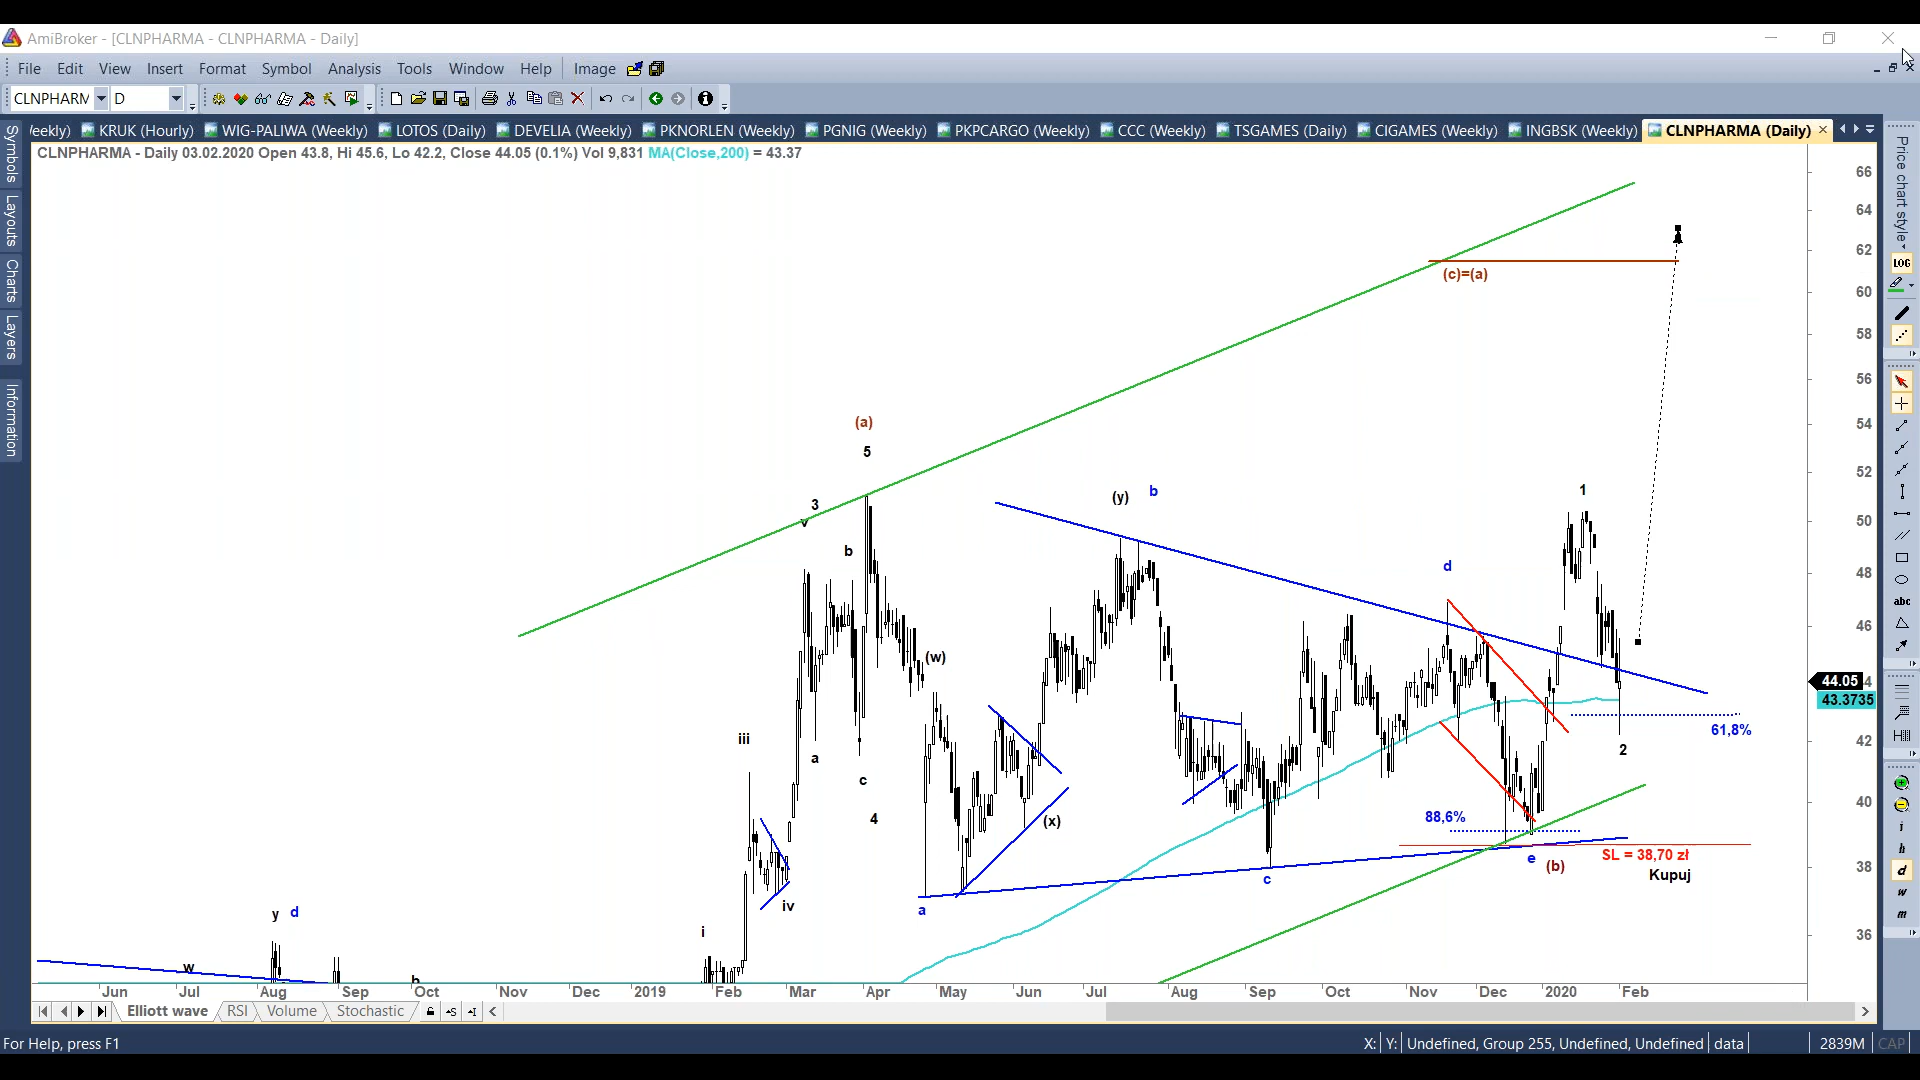 AmiBroker - [CLNPHARMA - CLNPHARMA - Daily]
File Edit View Insert Format Symbol Analysis Tools Window Help Image
CLNPHARM D
eekly) KRUK (Hourly) WIG-PALIWA (Weekly) LOTOS (Daily) DEVELIA (Weekly) PKNORLEN (Weekly) PGNIG (Weekly) PKPCARGO (Weekly) CCC (Weekly) TSGAMES (Daily) CIGAMES (Weekly) INGBSK (Weekly) CLNPHARMA (Daily)
CLNPHARMA - Daily 03.02.2020 Open 43.8, Hi 45.6, Lo 42.2, Close 44.05 (0.1%) Vol 9,831 MA(Close,200) = 43.37
Symbols
Layouts
Charts
Layers
Information
Price chart style
LOG
abc
i
h
d
w
m
66
64
62
60
58
56
54
52
50
48
46
44.05 4
43.3735
42
40
38
36
(c)=(a)
(a)
5
3
v
b
(y) b
1
d
(w)
iii
a
c
4
iv
i
(x)
a
c
88,6%
61,8%
2
e (b)
SL = 38,70 zł
Kupuj
y d
w
b
Jun Jul Aug Sep Oct Nov Dec 2019 Feb Mar Apr May Jun Jul Aug Sep Oct Nov Dec 2020 Feb
Elliott wave RSI Volume Stochastic
For Help, press F1
X: Y: Undefined, Group 255, Undefined, Undefined data 2839M CAP